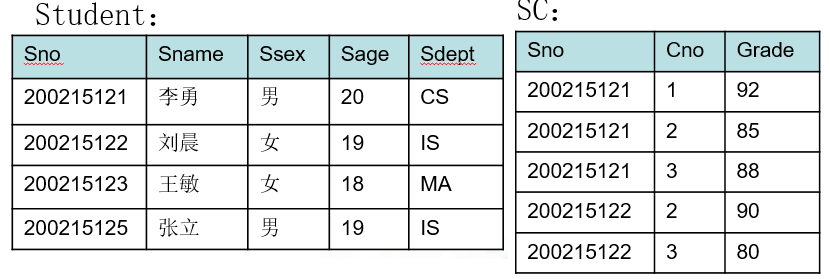 Student:
Sno Sname Ssex Sage Sdept
200215121 李勇 男 20 CS
200215122 刘晨 女 19 IS
200215123 王敏 女 18 MA
200215125 张立 男 19 IS
SC:
Sno Cno Grade
200215121 1 92
200215121 2 85
200215121 3 88
200215122 2 90
200215122 3 80